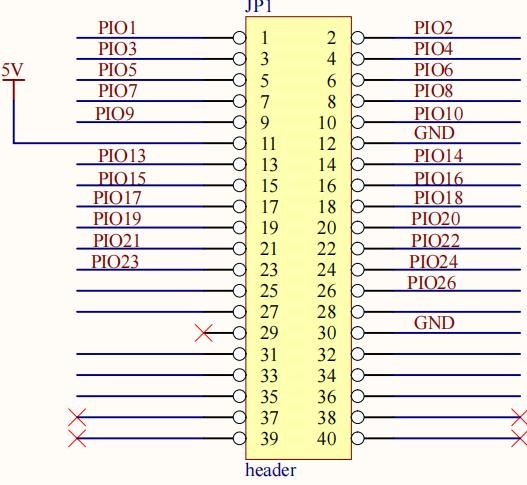 JP1
PIO1 1 2 PIO2
PIO3 3 4 PIO4
5V PIO5 5 6 PIO6
PIO7 7 8 PIO8
PIO9 9 10 PIO10
11 12 GND
PIO13 13 14 PIO14
PIO15 15 16 PIO16
PIO17 17 18 PIO18
PIO19 19 20 PIO20
PIO21 21 22 PIO22
PIO23 23 24 PIO24
25 26 PIO26
27 28
29 30 GND
31 32
33 34
35 36
37 38
39 40
header